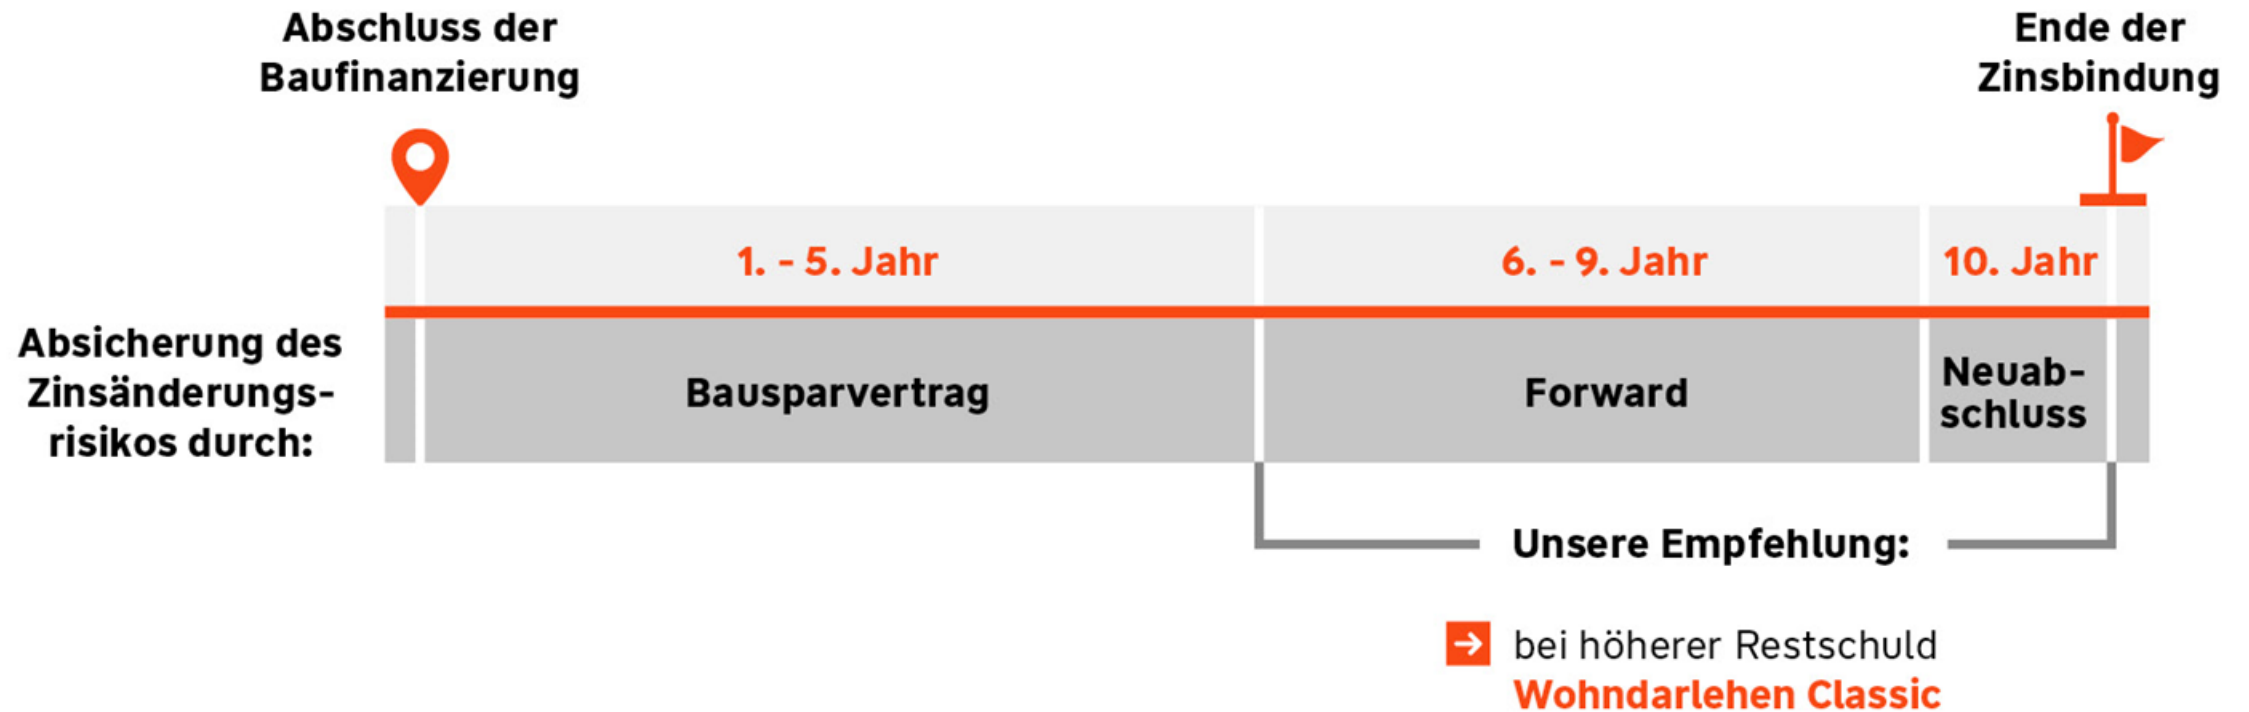 Abschluss der
Baufinanzierung
Ende der
Zinsbindung
1. - 5. Jahr
6. - 9. Jahr
10. Jahr
Absicherung des
Zinsänderungs-
risikos durch:
Bausparvertrag
Forward
Neuab-
schluss
Unsere Empfehlung:
bei höherer Restschuld
Wohndarlehen Classic